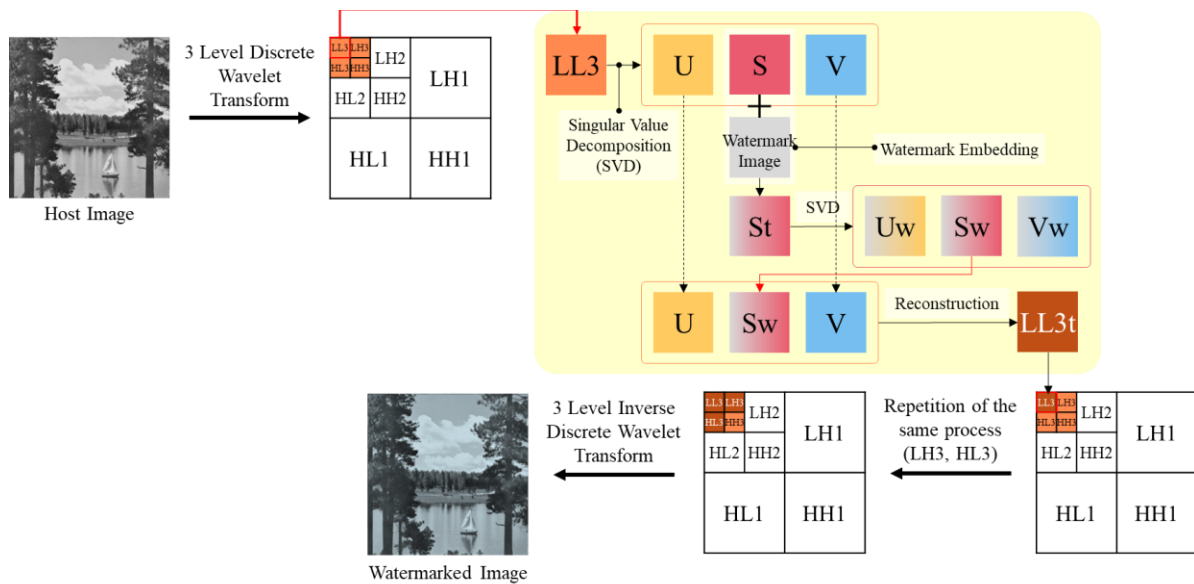 Host Image
3 Level Discrete
Wavelet
Transform
LL3 LH3
HL3 HH3
LH2
HL2 HH2
LH1
HL1 HH1
LL3
U S V
Singular Value
Decomposition
(SVD)
Watermark
Image
Watermark Embedding
St
SVD
Uw Sw Vw
U Sw V
Reconstruction
LL3t
LL3 LH3
HL3 HH3
LH2
HL2 HH2
LH1
HL1 HH1
Repetition of the
same process
(LH3, HL3)
LL3 LH3
HL3 HH3
LH2
HL2 HH2
LH1
HL1 HH1
3 Level Inverse
Discrete Wavelet
Transform
Watermarked Image